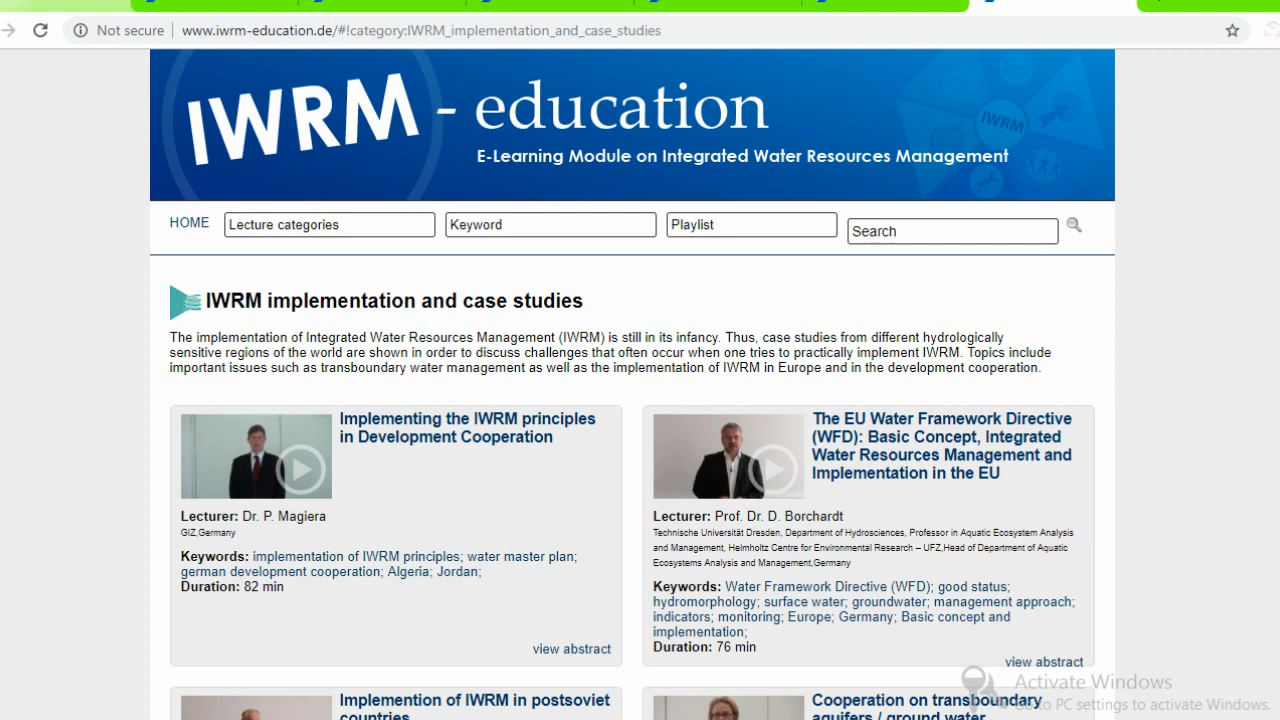 Not secure
www.iwrm-education.de/#!category:IWRM_implementation_and_case_studies
IWRM - education
IWRM
E-Learning Module on Integrated Water Resources Management
HOME
Lecture categories
Keyword
Playlist
Search
IWRM implementation and case studies
The implementation of Integrated Water Resources Management (IWRM) is still in its infancy. Thus, case studies from different hydrologically
sensitive regions of the world are shown in order to discuss challenges that often occur when one tries to practically implement IWRM. Topics include
important issues such as transboundary water management as well as the implementation of IWRM in Europe and in the development cooperation.
Implementing the IWRM principles
in Development Cooperation
Lecturer: Dr. P. Magiera
GIZ,Germany
Keywords: implementation of IWRM principles; water master plan;
german development cooperation; Algeria; Jordan;
Duration: 82 min
view abstract
The EU Water Framework Directive
(WFD): Basic Concept, Integrated
Water Resources Management and
Implementation in the EU
Lecturer: Prof. Dr. D. Borchardt
Technische Universität Dresden, Department of Hydrosciences, Professor in Aquatic Ecosystem Analysis
and Management, Helmholtz Centre for Environmental Research – UFZ,Head of Department of Aquatic
Ecosystems Analysis and Management,Germany
Keywords: Water Framework Directive (WFD); good status;
hydromorphology; surface water; groundwater; management approach;
indicators; monitoring; Europe; Germany; Basic concept and
implementation;
Duration: 76 min
view abstract
Implemention of IWRM in postsoviet
countries
Cooperation on transboundary
aquifers / ground water
Activate Windows
Go to PC settings to activate Windows.